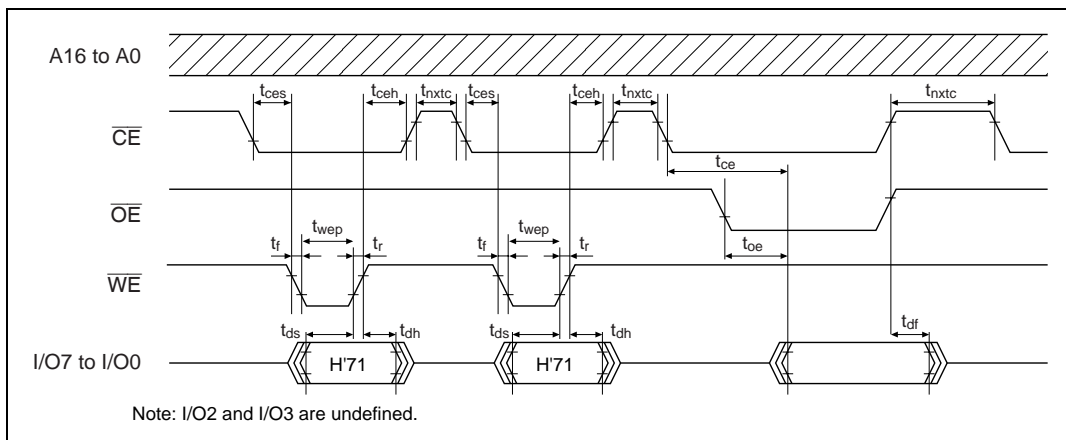 A16 to A0
tces tceh tnxtc tces tceh tnxtc tnxtc
CE
tce
OE
twep twep toe
tf tr tf tr
WE
tds tdh tds tdh tdf
I/O7 to I/O0 H'71 H'71
Note: I/O2 and I/O3 are undefined.